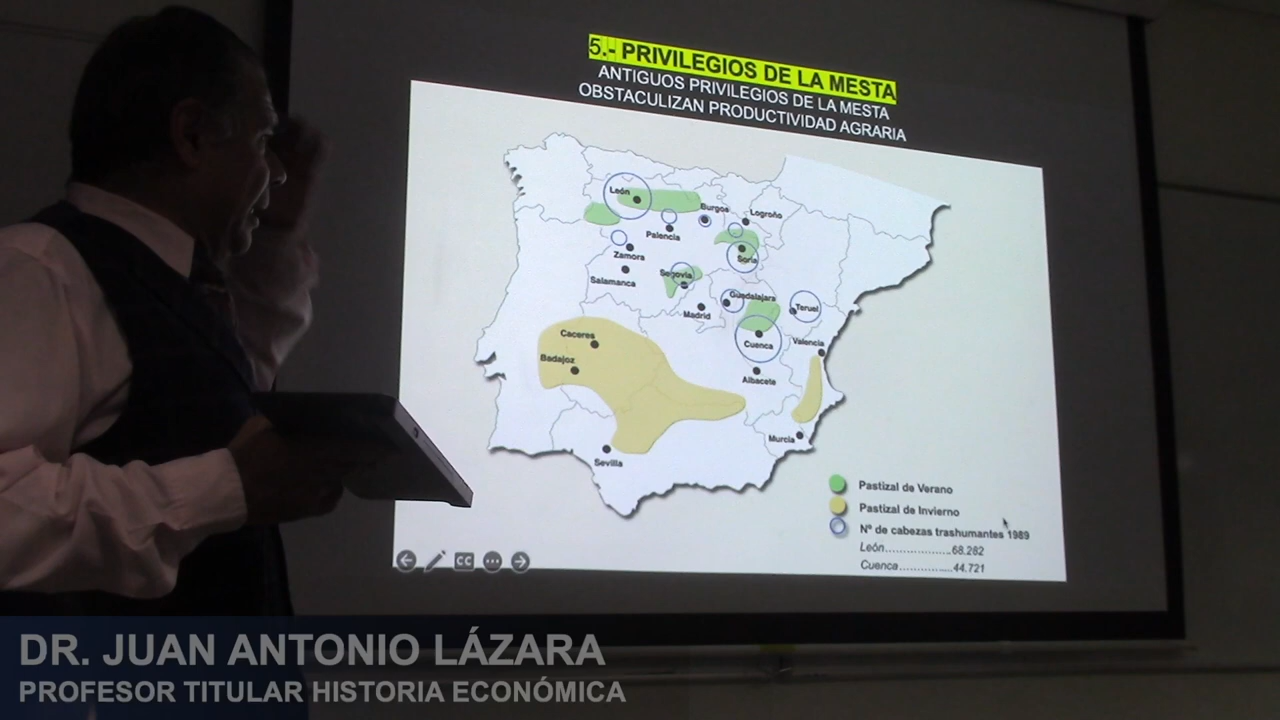 5.- PRIVILEGIOS DE LA MESTA
ANTIGUOS PRIVILEGIOS DE LA MESTA
OBSTACULIZAN PRODUCTIVIDAD AGRARIA
León
Burgos
Logroño
Palencia
Zamora
Soria
Salamanca
Segovia
Guadalajara
Madrid
Teruel
Caceres
Cuenca
Valencia
Badajoz
Albacete
Murcia
Sevilla
Pastizal de Verano
Pastizal de Invierno
Nº de cabezas trashumantes 1989
León...................68.282
Cuenca...............44.721
CC
DR. JUAN ANTONIO LÁZARA
PROFESOR TITULAR HISTORIA ECONÓMICA